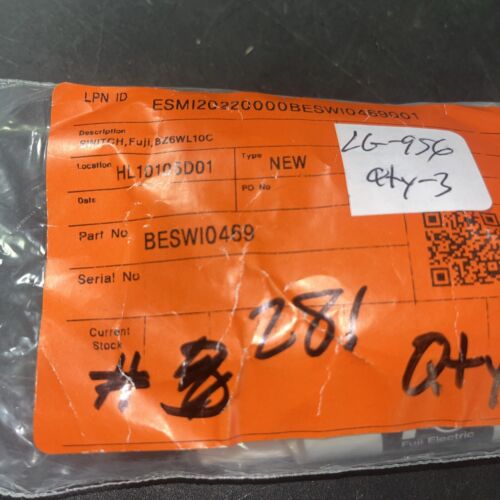 LPN ID ESMI20220000BESWI0469001
Description
SWITCH,Fuji,BZ6WL10C
Location HL10105D01 Type NEW
LG-956
Qty-3
Date PO No
Part No BESWI0469
Serial No
Current
Stock
# 281 Qty
Fuji Electric